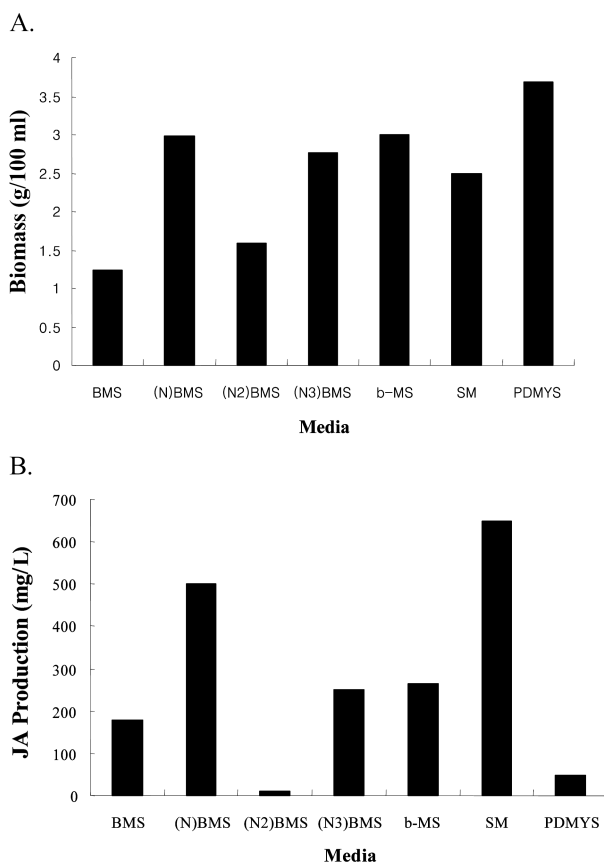 A.
Biomass (g/100 ml)
4
3.5
3
2.5
2
1.5
1
0.5
0
BMS (N)BMS (N2)BMS (N3)BMS b-MS SM PDMYS
Media
B.
JA Production (mg/L)
700
600
500
400
300
200
100
0
BMS (N)BMS (N2)BMS (N3)BMS b-MS SM PDMYS
Media